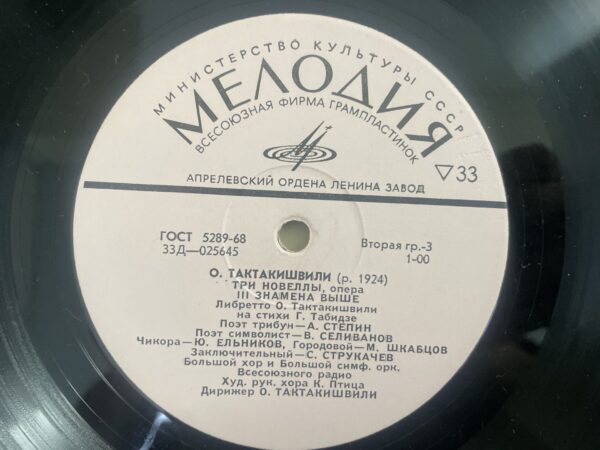 МИНИСТЕРСТВО КУЛЬТУРЫ СССР
МЕЛОДИЯ
ВСЕСОЮЗНАЯ ФИРМА ГРАМПЛАСТИНОК
▽33
АПРЕЛЕВСКИЙ ОРДЕНА ЛЕНИНА ЗАВОД
ГОСТ 5289-68
33Д—025645
Вторая гр.-3
1-00
О. ТАКТАКИШВИЛИ (р. 1924)
ТРИ НОВЕЛЛЫ, опера
III ЗНАМЕНА ВЫШЕ
Либретто О. Тактакишвили
на стихи Г. Табидзе
Поэт трибун—А. СТЕПИН
Поэт символист—В. СЕЛИВАНОВ
Чикора—Ю. ЕЛЬНИКОВ, Городовой—М. ШКАБЦОВ
Заключительный—С. СТРУКАЧЕВ
Большой хор и Большой симф. орк.
Всесоюзного радио
Худ. рук. хора К. Птица
Дирижер О. ТАКТАКИШВИЛИ